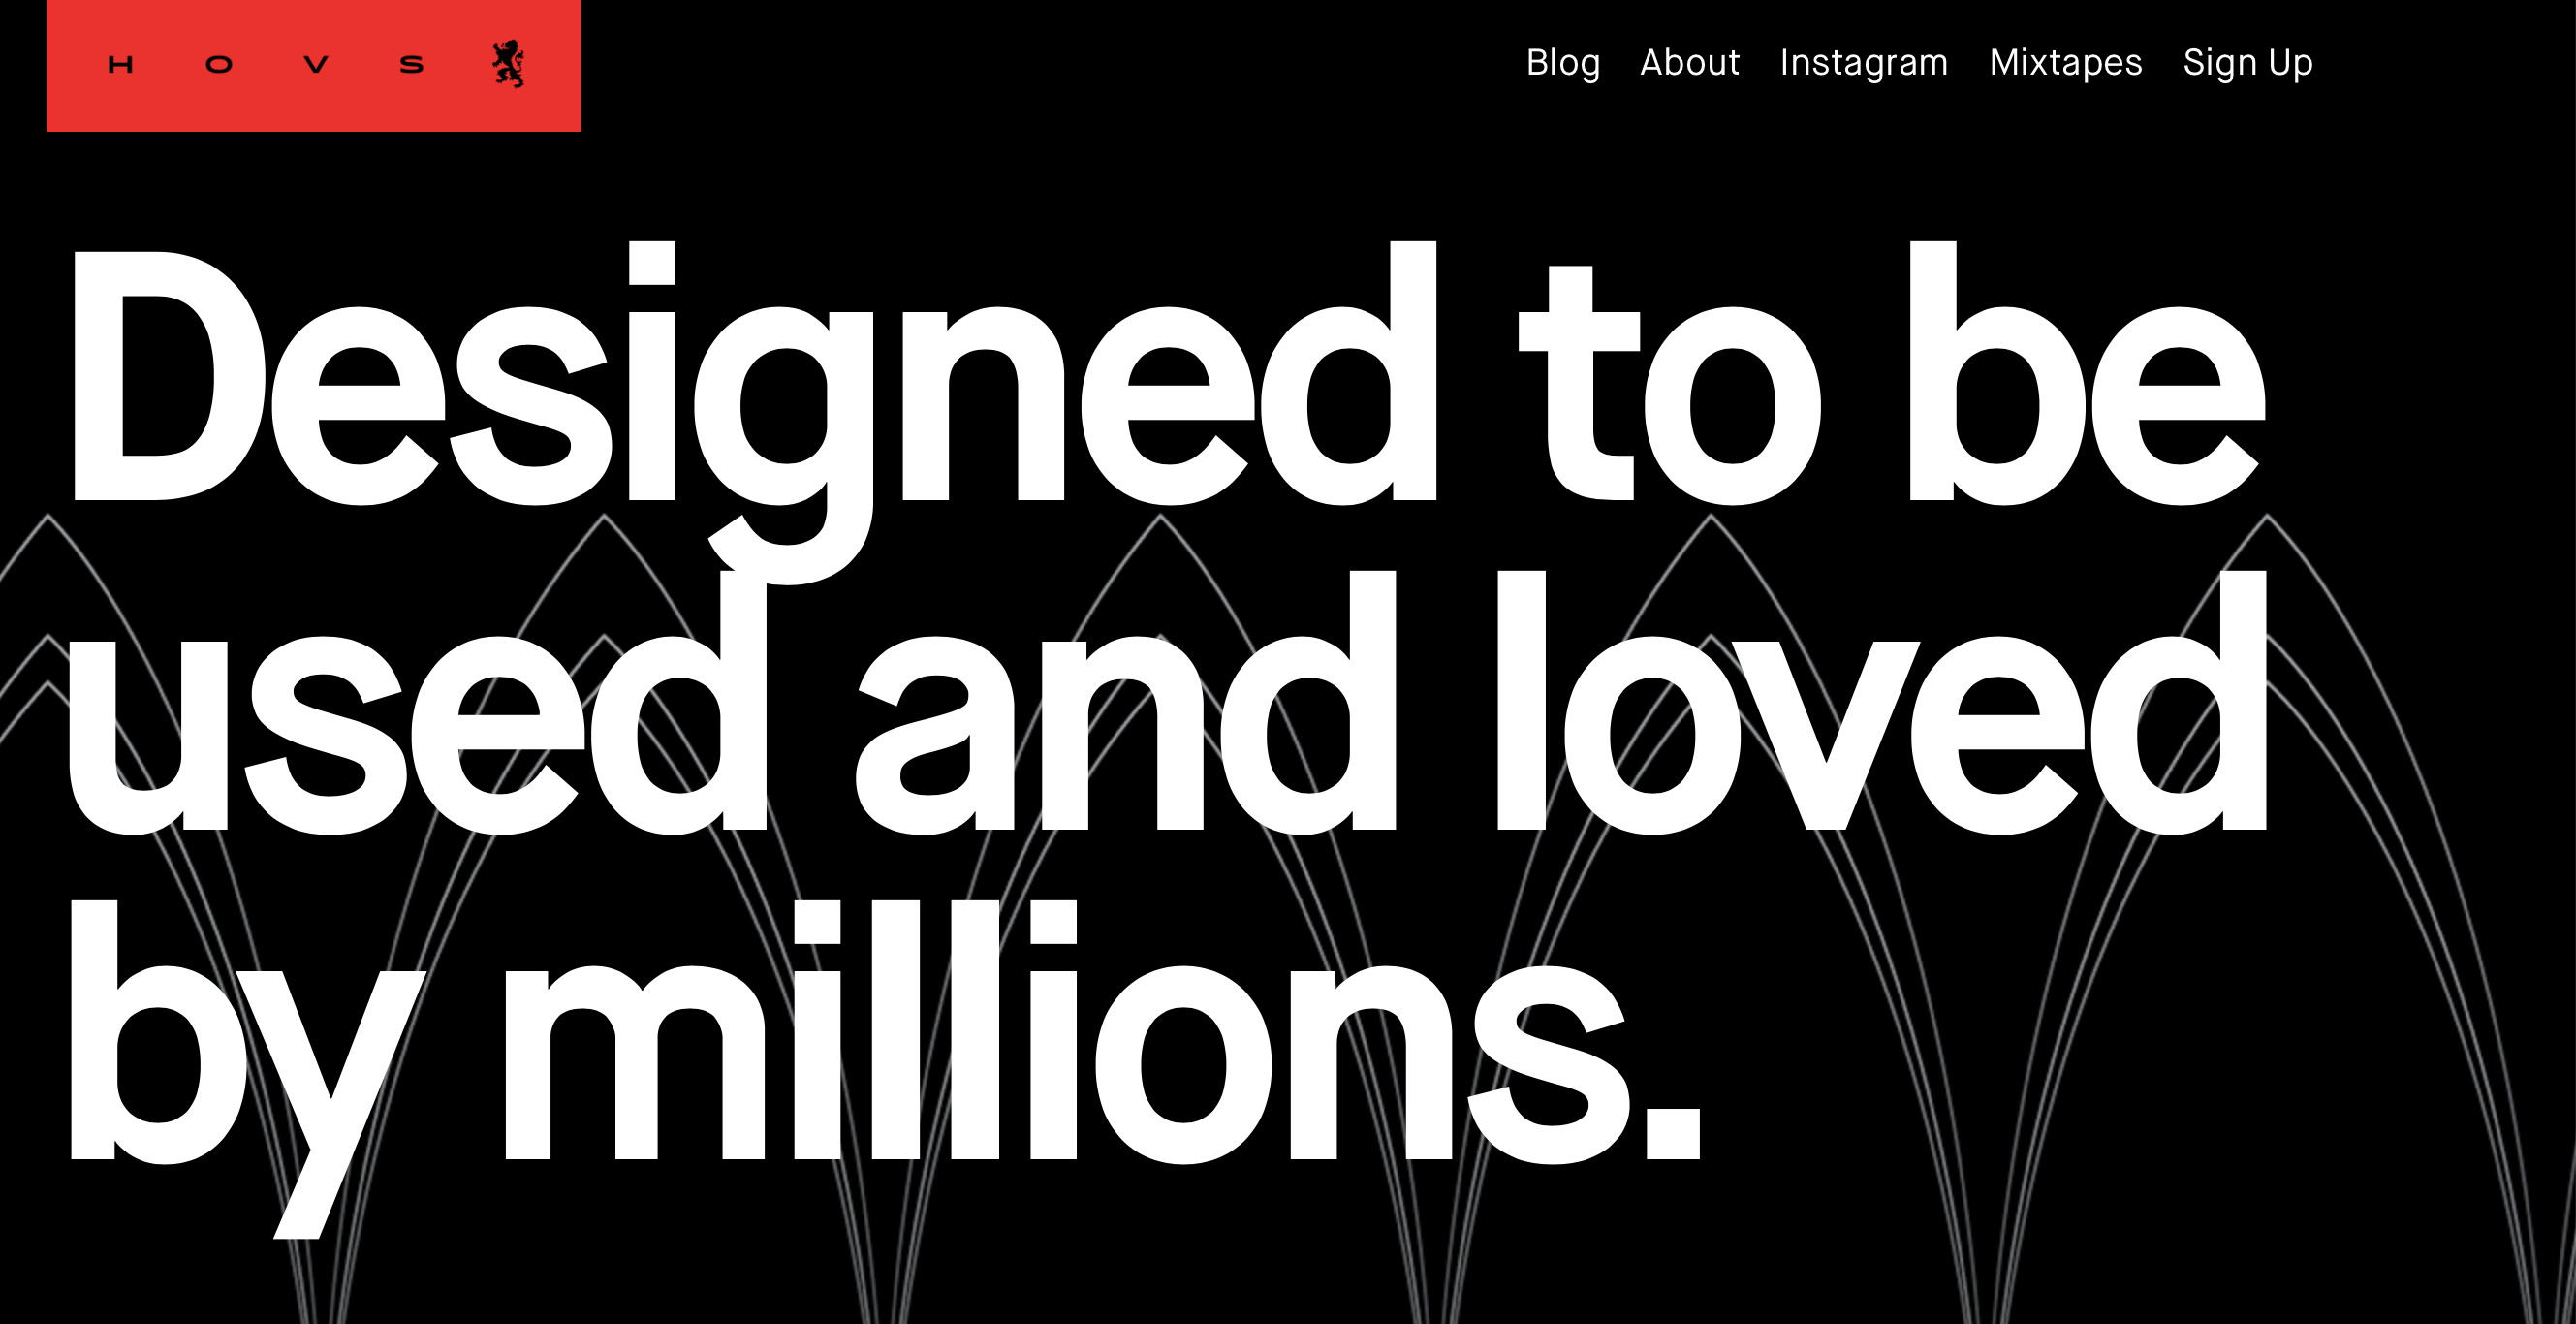 H O V S
Blog About Instagram Mixtapes Sign Up
Designed to be
used and loved
by millions.